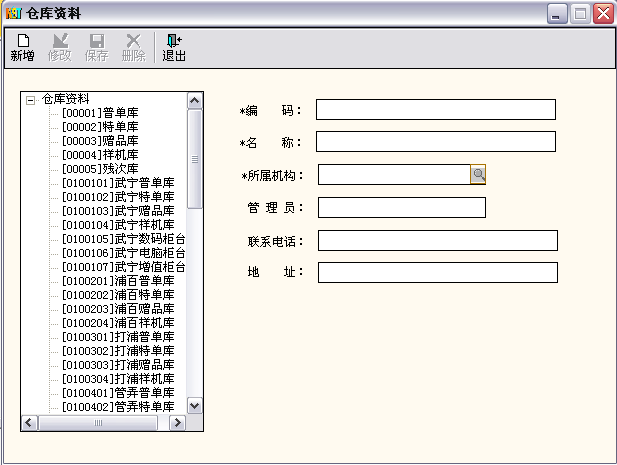 仓库资料
新增 修改 保存 删除 退出
仓库资料
[00001]普单库
[00002]特单库
[00003]赠品库
[00004]样机库
[00005]残次库
[0100101]武宁普单库
[0100102]武宁特单库
[0100103]武宁赠品库
[0100104]武宁样机库
[0100105]武宁数码柜台
[0100106]武宁电脑柜台
[0100107]武宁增值柜台
[0100201]浦百普单库
[0100202]浦百特单库
[0100203]浦百赠品库
[0100204]浦百样机库
[0100301]打浦普单库
[0100302]打浦特单库
[0100303]打浦赠品库
[0100304]打浦样机库
[0100401]管弄普单库
[0100402]管弄特单库
*编 码：
*名 称：
*所属机构：
管 理 员：
联系电话：
地 址：